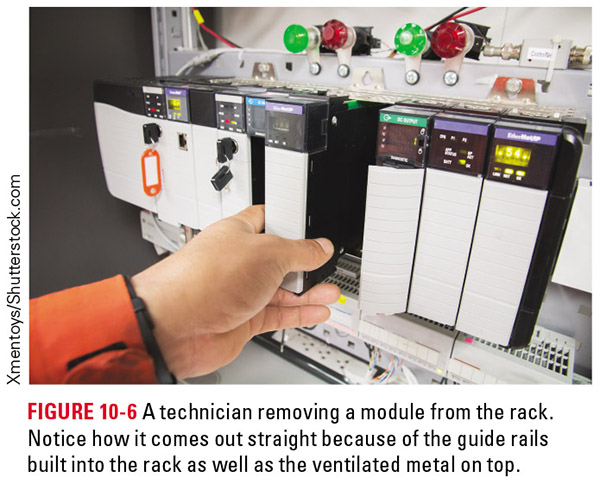 Xmentoys/Shutterstock.com
DC OUTPUT
DIAGNOSTIC
EtherNet/IP
FIGURE 10-6 A technician removing a module from the rack.
Notice how it comes out straight because of the guide rails
built into the rack as well as the ventilated metal on top.